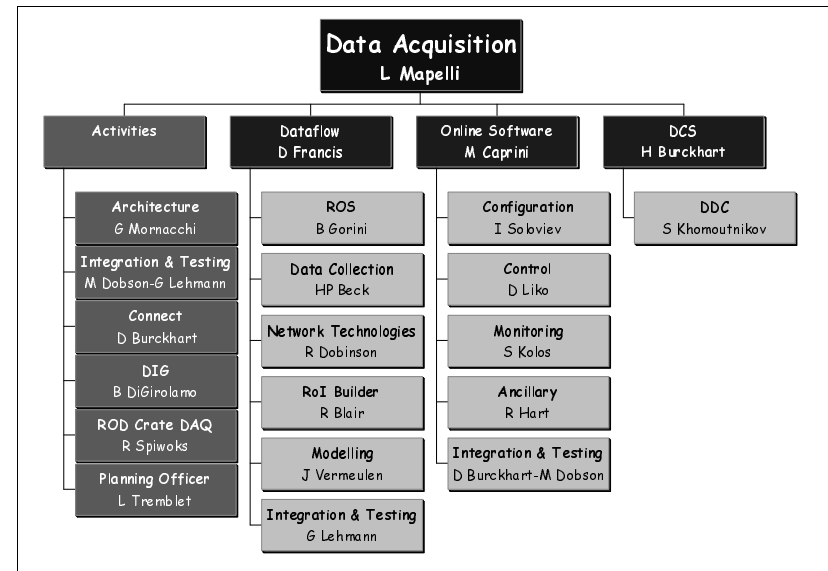 Data Acquisition
L Mapelli
Activities
Architecture
G Mornacchi
Integration & Testing
M Dobson-G Lehmann
Connect
D Burckhart
DIG
B DiGirolamo
ROD Crate DAQ
R Spiwoks
Planning Officer
L Tremblet
Dataflow
D Francis
ROS
B Gorini
Data Collection
HP Beck
Network Technologies
R Dobinson
RoI Builder
R Blair
Modelling
J Vermeulen
Integration & Testing
G Lehmann
Online Software
M Caprini
Configuration
I Soloviev
Control
D Liko
Monitoring
S Kolos
Ancillary
R Hart
Integration & Testing
D Burckhart-M Dobson
DCS
H Burckhart
DDC
S Khomoutnikov